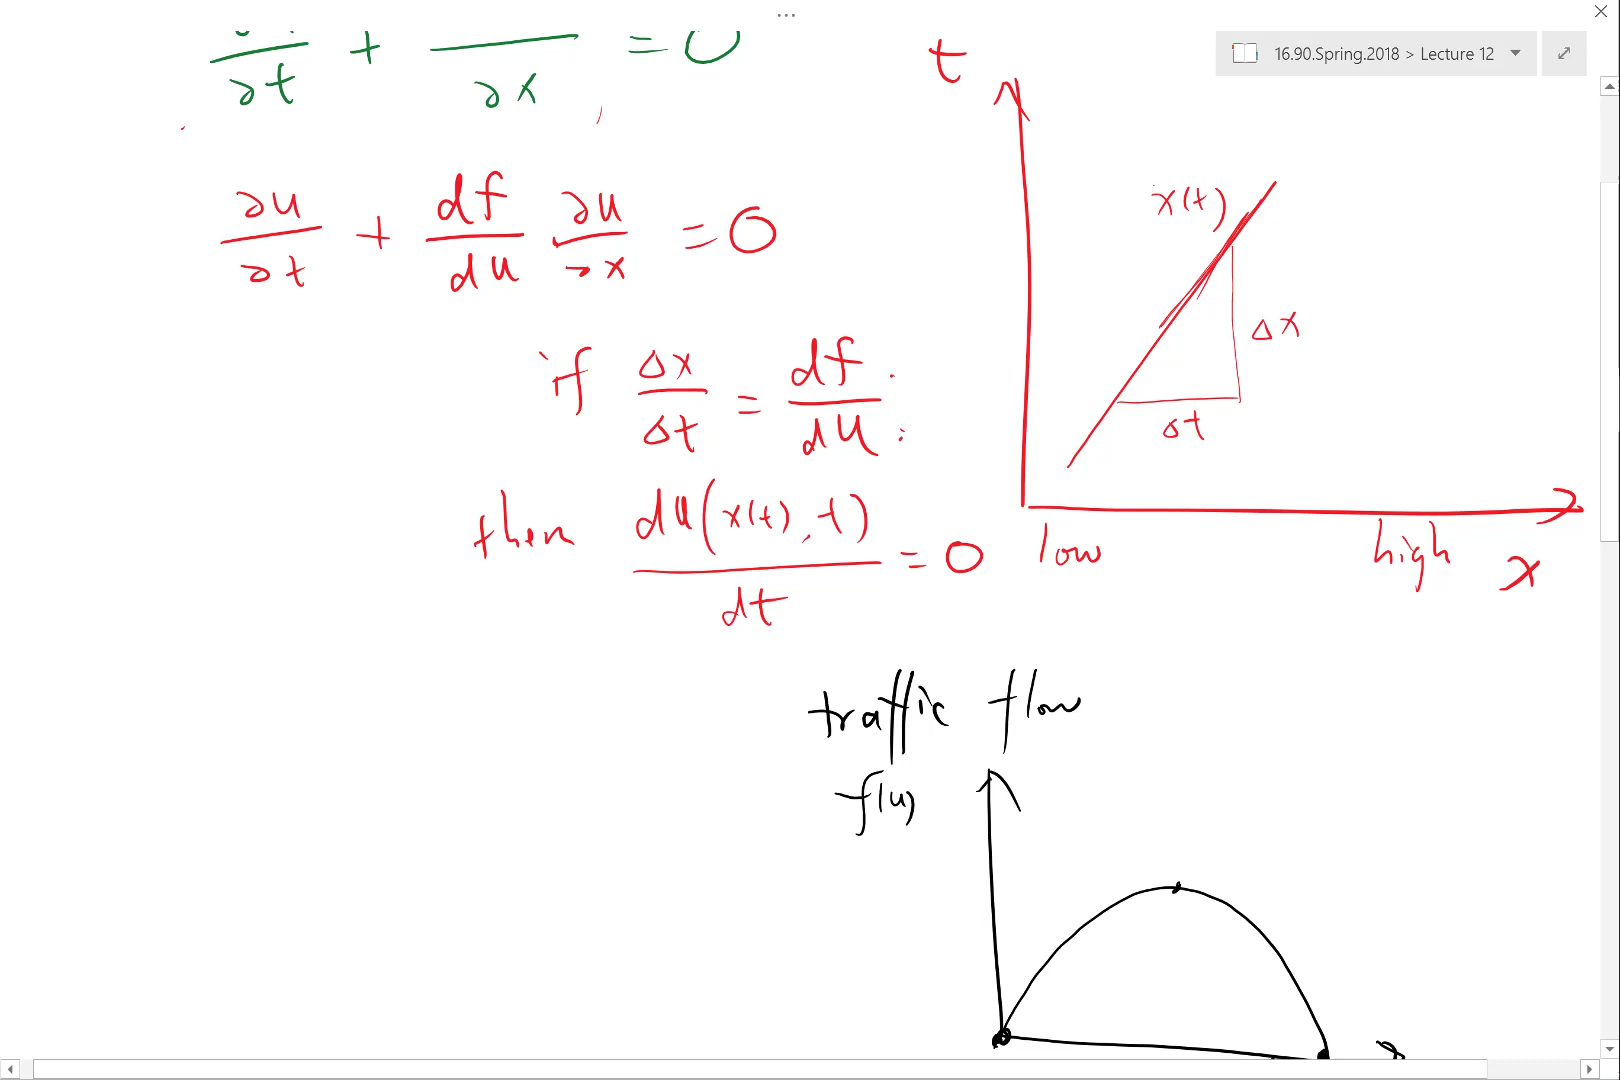 16.90.Spring.2018 > Lecture 12
∂t + ∂x = 0
t
∂u/∂t + df/du ∂u/∂x = 0
x(t)
Δx
Δt
if Δx/Δt = df/du
then du(x(t), t)/dt = 0
low high x
traffic flow
f(u)